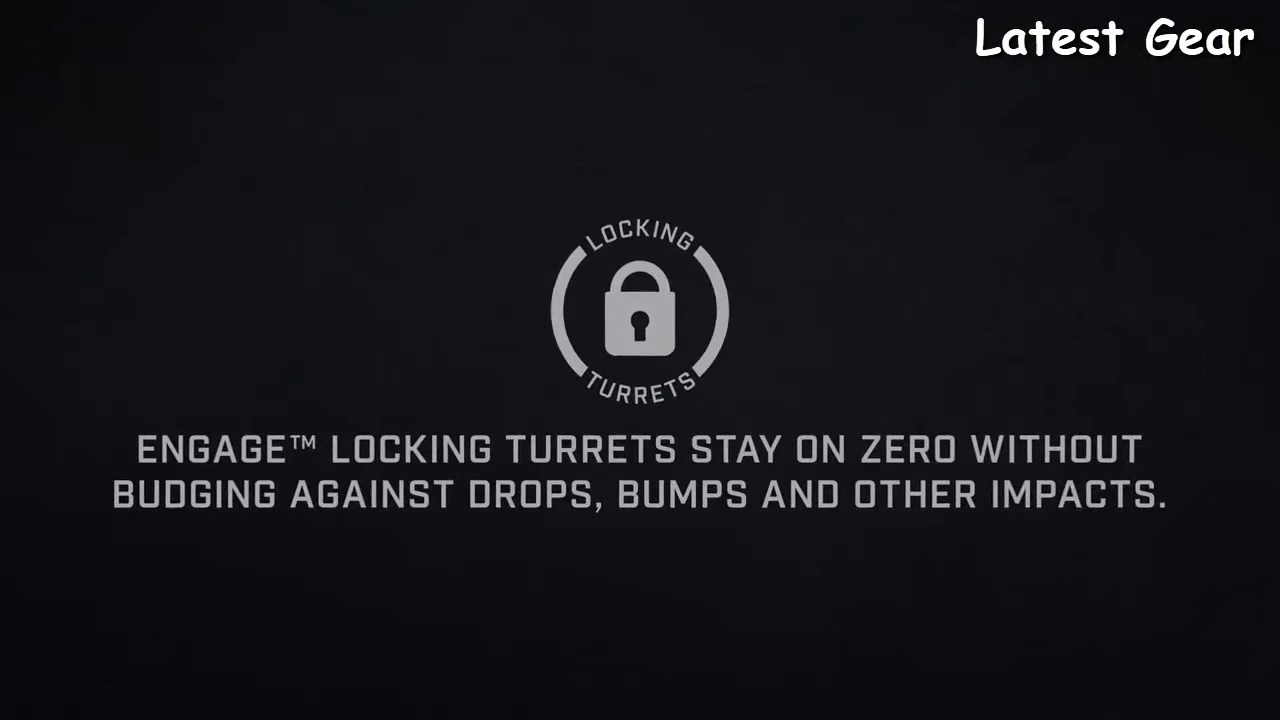 Latest Gear
LOCKING
TURRETS
ENGAGE™ LOCKING TURRETS STAY ON ZERO WITHOUT
BUDGING AGAINST DROPS, BUMPS AND OTHER IMPACTS.